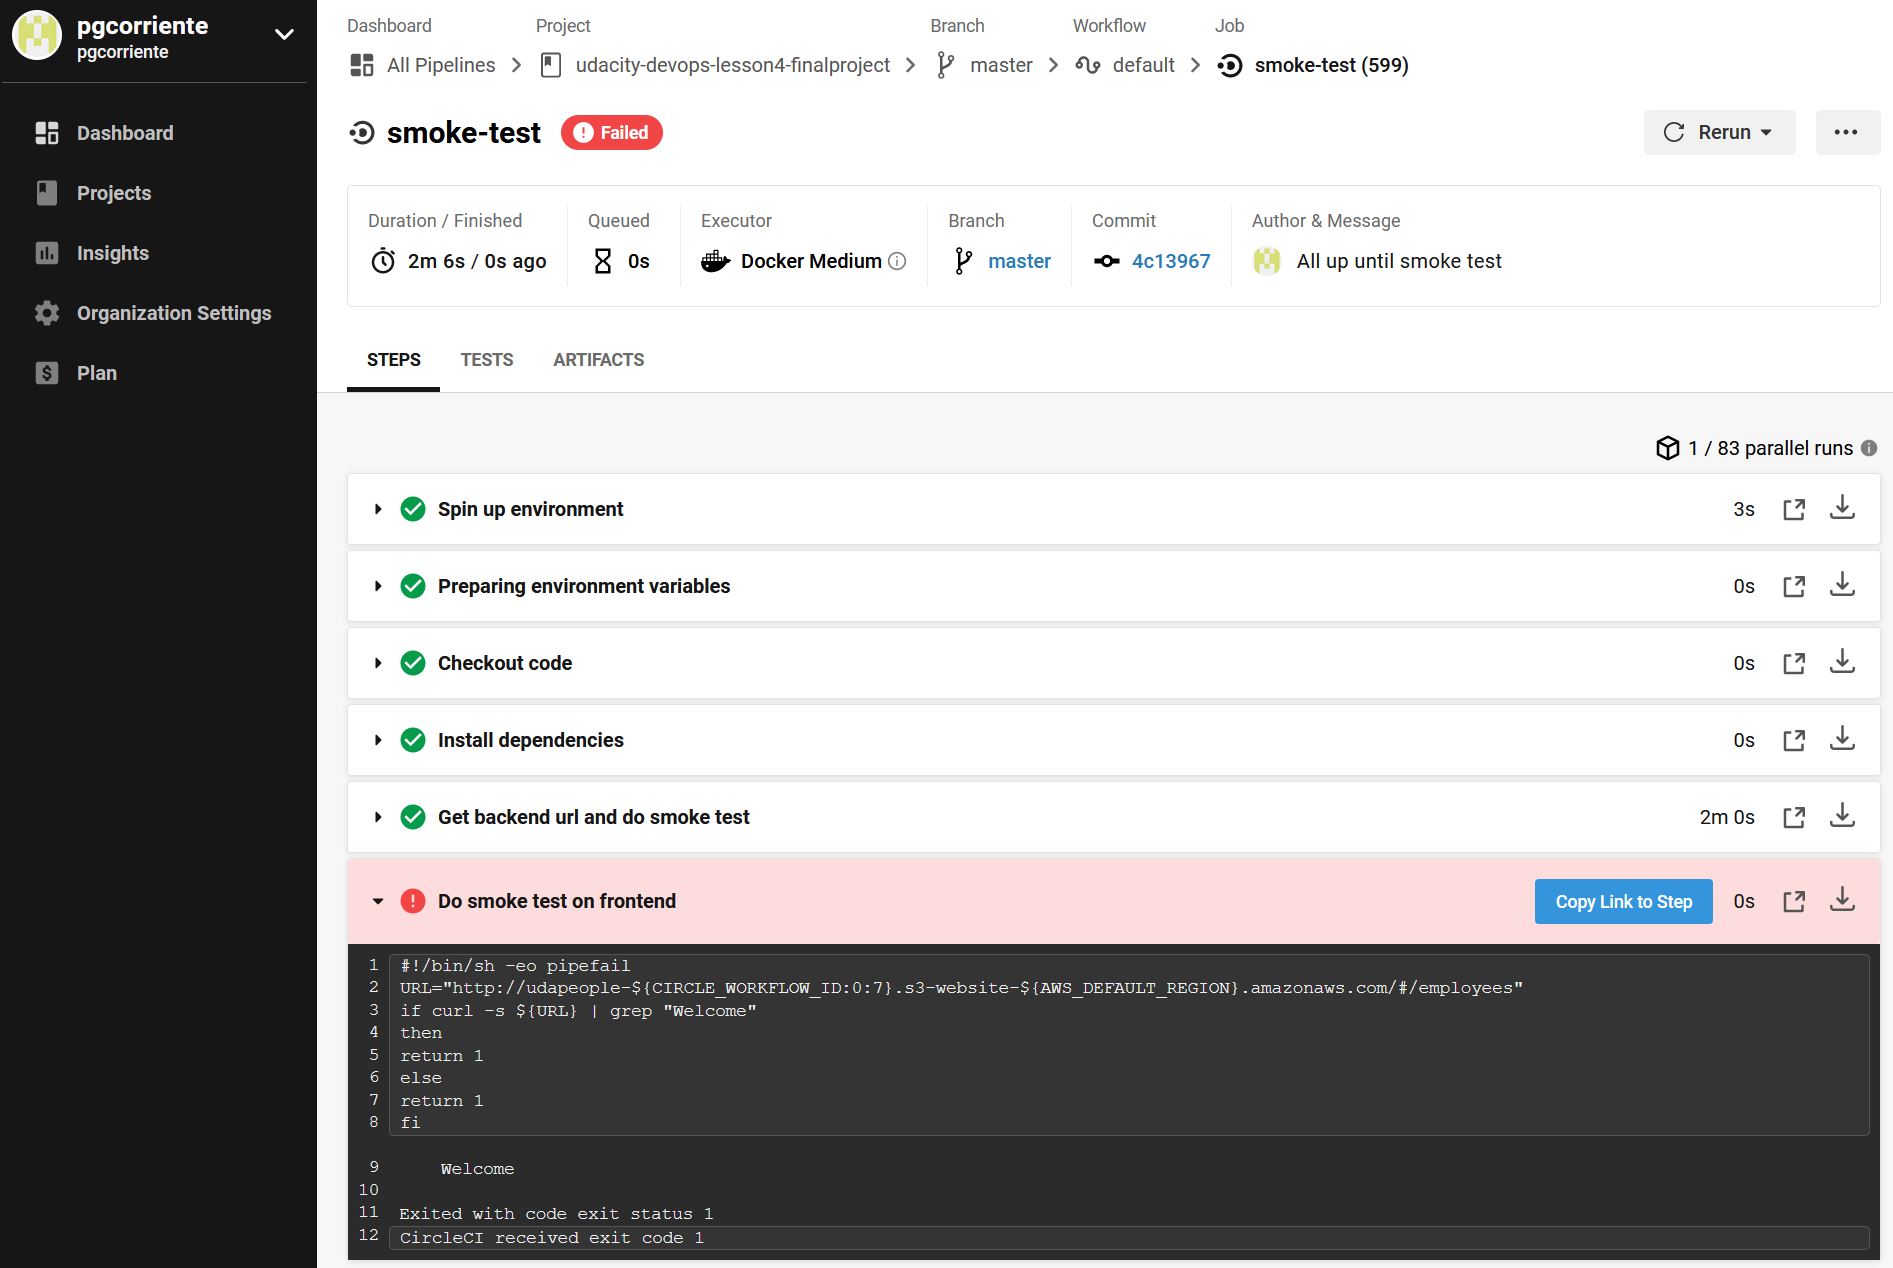 pgcorriente
pgcorriente
Dashboard
Projects
Insights
Organization Settings
Plan
Dashboard Project Branch Workflow Job
All Pipelines udacity-devops-lesson4-finalproject master default smoke-test (599)
smoke-test Failed Rerun
Duration / Finished Queued Executor Branch Commit Author & Message
2m 6s / 0s ago 0s Docker Medium master 4c13967 All up until smoke test
STEPS TESTS ARTIFACTS
1 / 83 parallel runs
Spin up environment 3s
Preparing environment variables 0s
Checkout code 0s
Install dependencies 0s
Get backend url and do smoke test 2m 0s
Do smoke test on frontend Copy Link to Step 0s
1 #!/bin/sh -eo pipefail
2 URL="http://udapeople-${CIRCLE_WORKFLOW_ID:0:7}.s3-website-${AWS_DEFAULT_REGION}.amazonaws.com/#/employees"
3 if curl -s ${URL} | grep "Welcome"
4 then
5 return 1
6 else
7 return 1
8 fi
9 Welcome
10
11 Exited with code exit status 1
12 CircleCI received exit code 1